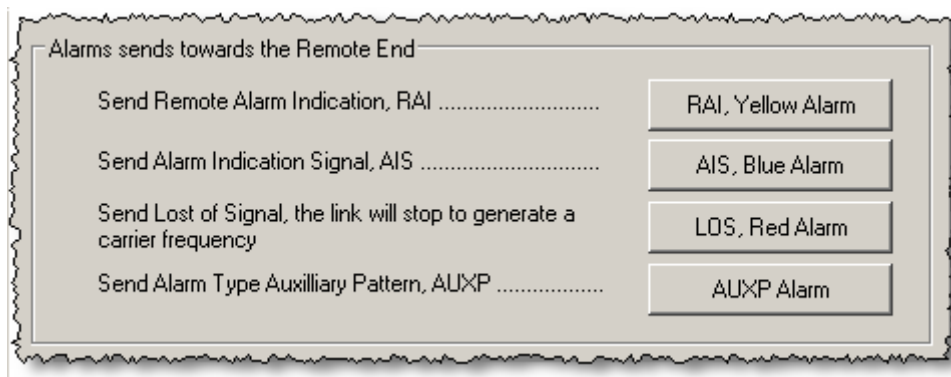 Alarms sends towards the Remote End
Send Remote Alarm Indication, RAI ............................ RAI, Yellow Alarm
Send Alarm Indication Signal, AIS ............................... AIS, Blue Alarm
Send Lost of Signal, the link will stop to generate a
carrier frequency
LOS, Red Alarm
Send Alarm Type Auxilliary Pattern, AUXP .................. AUXP Alarm